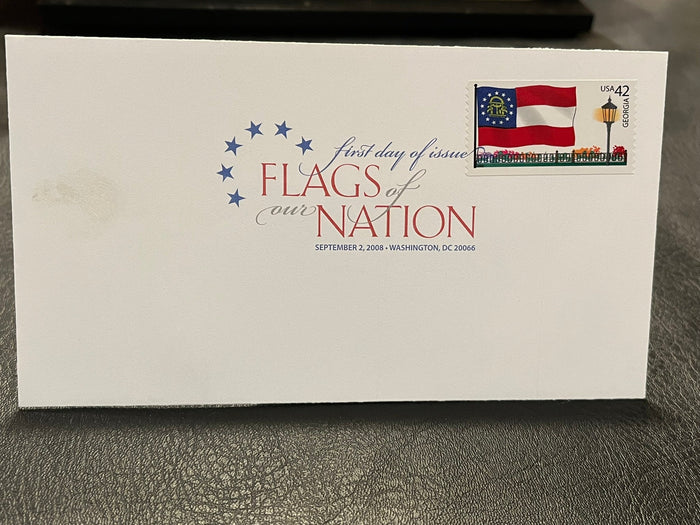 USA 42
GEORGIA
first day of issue
FLAGS of
our NATION
SEPTEMBER 2, 2008 • WASHINGTON, DC 20066